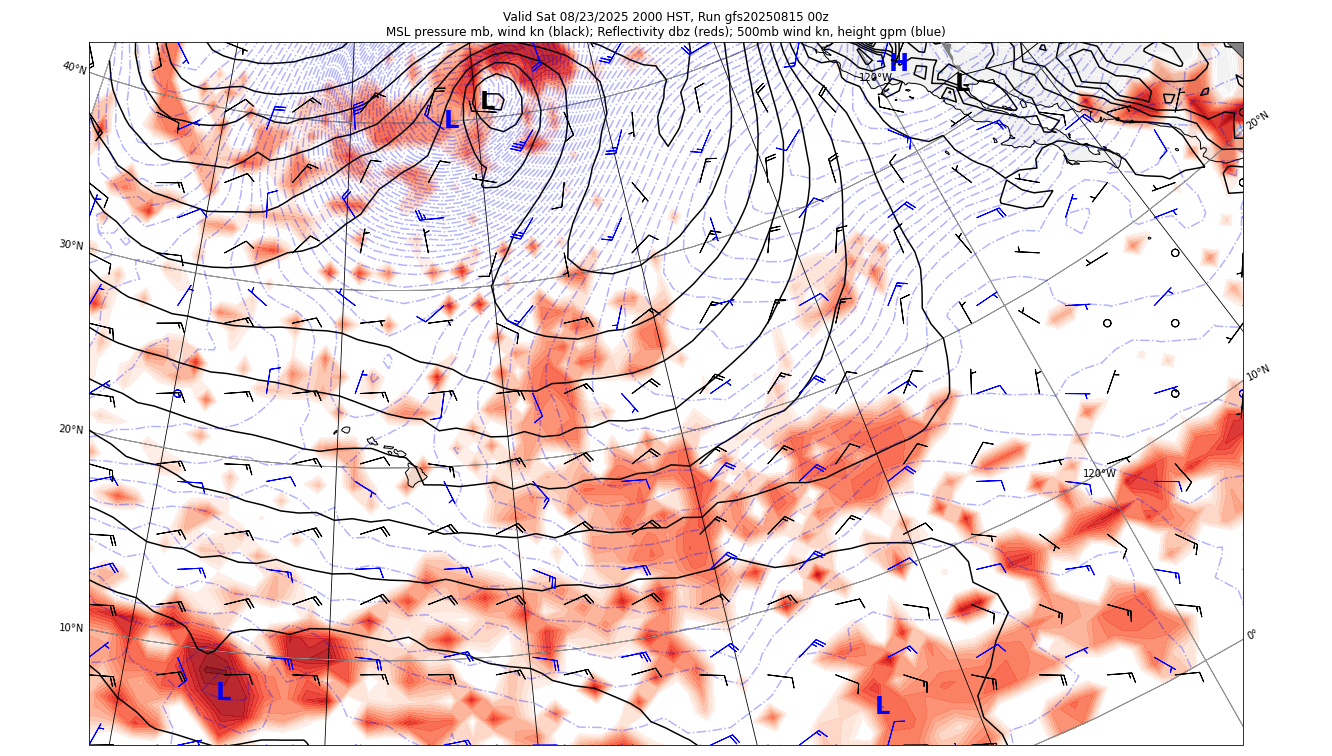 Valid Sat 08/23/2025 2000 HST, Run gfs20250815 00z
MSL pressure mb, wind kn (black); Reflectivity dbz (reds); 500mb wind kn, height gpm (blue)
40°N
H
120°W
L
L
L
20°N
30°N
10°N
20°N
120°W
10°N
0°
L
L